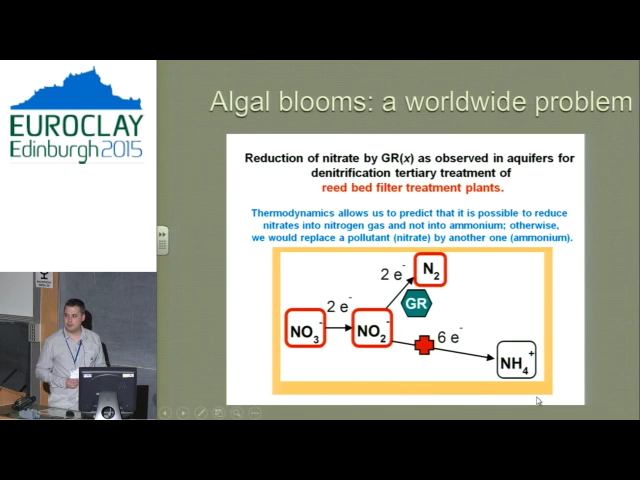 EUROCLAY
Edinburgh 2015
Algal blooms: a worldwide problem
Reduction of nitrate by GR(x) as observed in aquifers for
denitrification tertiary treatment of
reed bed filter treatment plants.
Thermodynamics allows us to predict that it is possible to reduce
nitrates into nitrogen gas and not into ammonium; otherwise,
we would replace a pollutant (nitrate) by another one (ammonium).
2 e-
N2
GR
2 e-
NO3-
NO2-
6 e-
NH4+